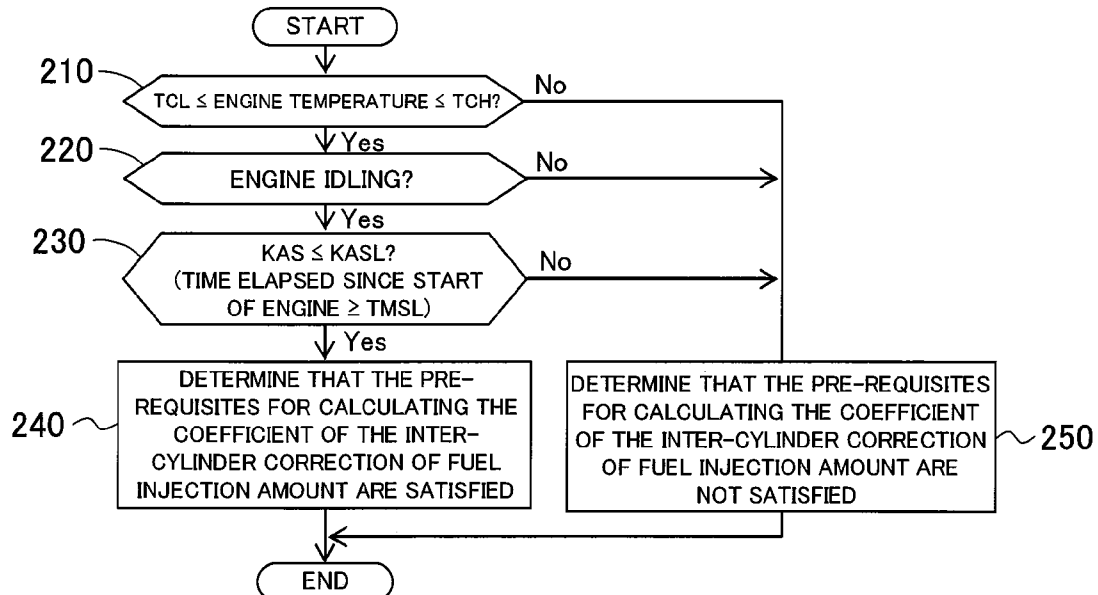 START
210
TCL ≤ ENGINE TEMPERATURE ≤ TCH?
No
Yes
220
ENGINE IDLING?
No
Yes
230
KAS ≤ KASL?
(TIME ELAPSED SINCE START
OF ENGINE ≥ TMSL)
No
Yes
240
DETERMINE THAT THE PRE-
REQUISITES FOR CALCULATING THE
COEFFICIENT OF THE INTER-
CYLINDER CORRECTION OF FUEL
INJECTION AMOUNT ARE SATISFIED
DETERMINE THAT THE PRE-REQUISITES
FOR CALCULATING THE COEFFICIENT
OF THE INTER-CYLINDER CORRECTION
OF FUEL INJECTION AMOUNT ARE
NOT SATISFIED
250
END